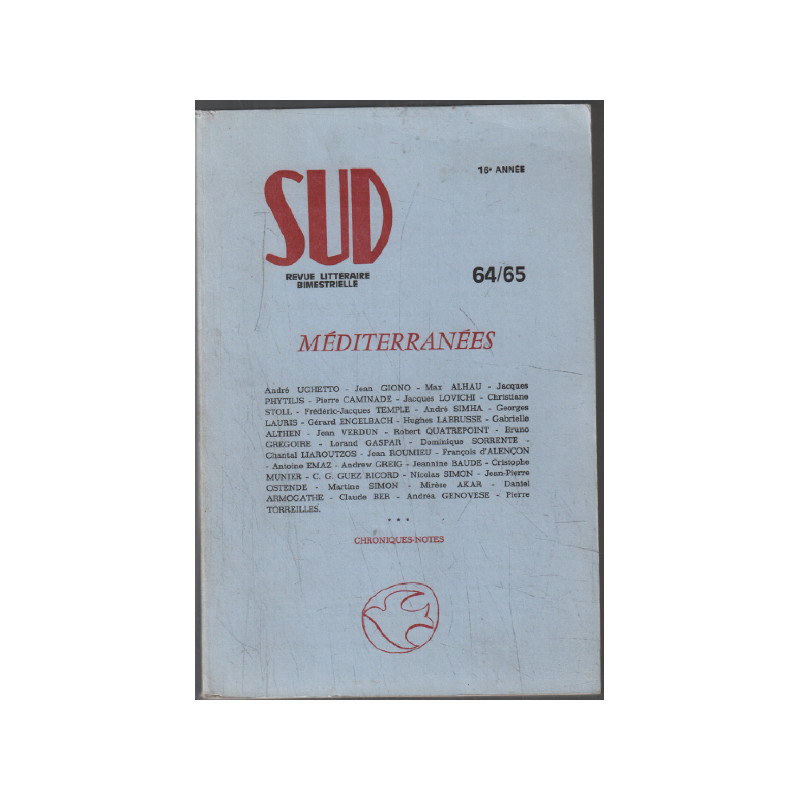 16e ANNÉE
SUD
REVUE LITTÉRAIRE
BIMESTRIELLE
64/65
MÉDITERRANÉES
André UGHETTO - Jean GIONO - Max ALHAU - Jacques
PHYTILIS - Pierre CAMINADE - Jacques LOVICHI - Christiane
STOLL - Frédéric-Jacques TEMPLE - André SIMHA - Georges
LAURIS - Gérard ENGELBACH - Hughes LABRUSSE - Gabrielle
ALTHEN - Jean VERDUN - Robert QUATREPOINT - Bruno
GRÉGOIRE - Lorand GASPAR - Dominique SORRENTE -
Chantal LIAROUTZOS - Jean ROUMIEU - François d'ALENÇON
- Antoine EMAZ - Andrew GREIG - Jeannine BAUDE - Cristophe
MUNIER - C. G. GUEZ RICORD - Nicolas SIMON - Jean-Pierre
OSTENDE - Martine SIMON - Mirèse AKAR - Daniel
ARMOGATHE - Claude BER - Andréa GENOVESE - Pierre
TORREILLES.
* * *
CHRONIQUES-NOTES